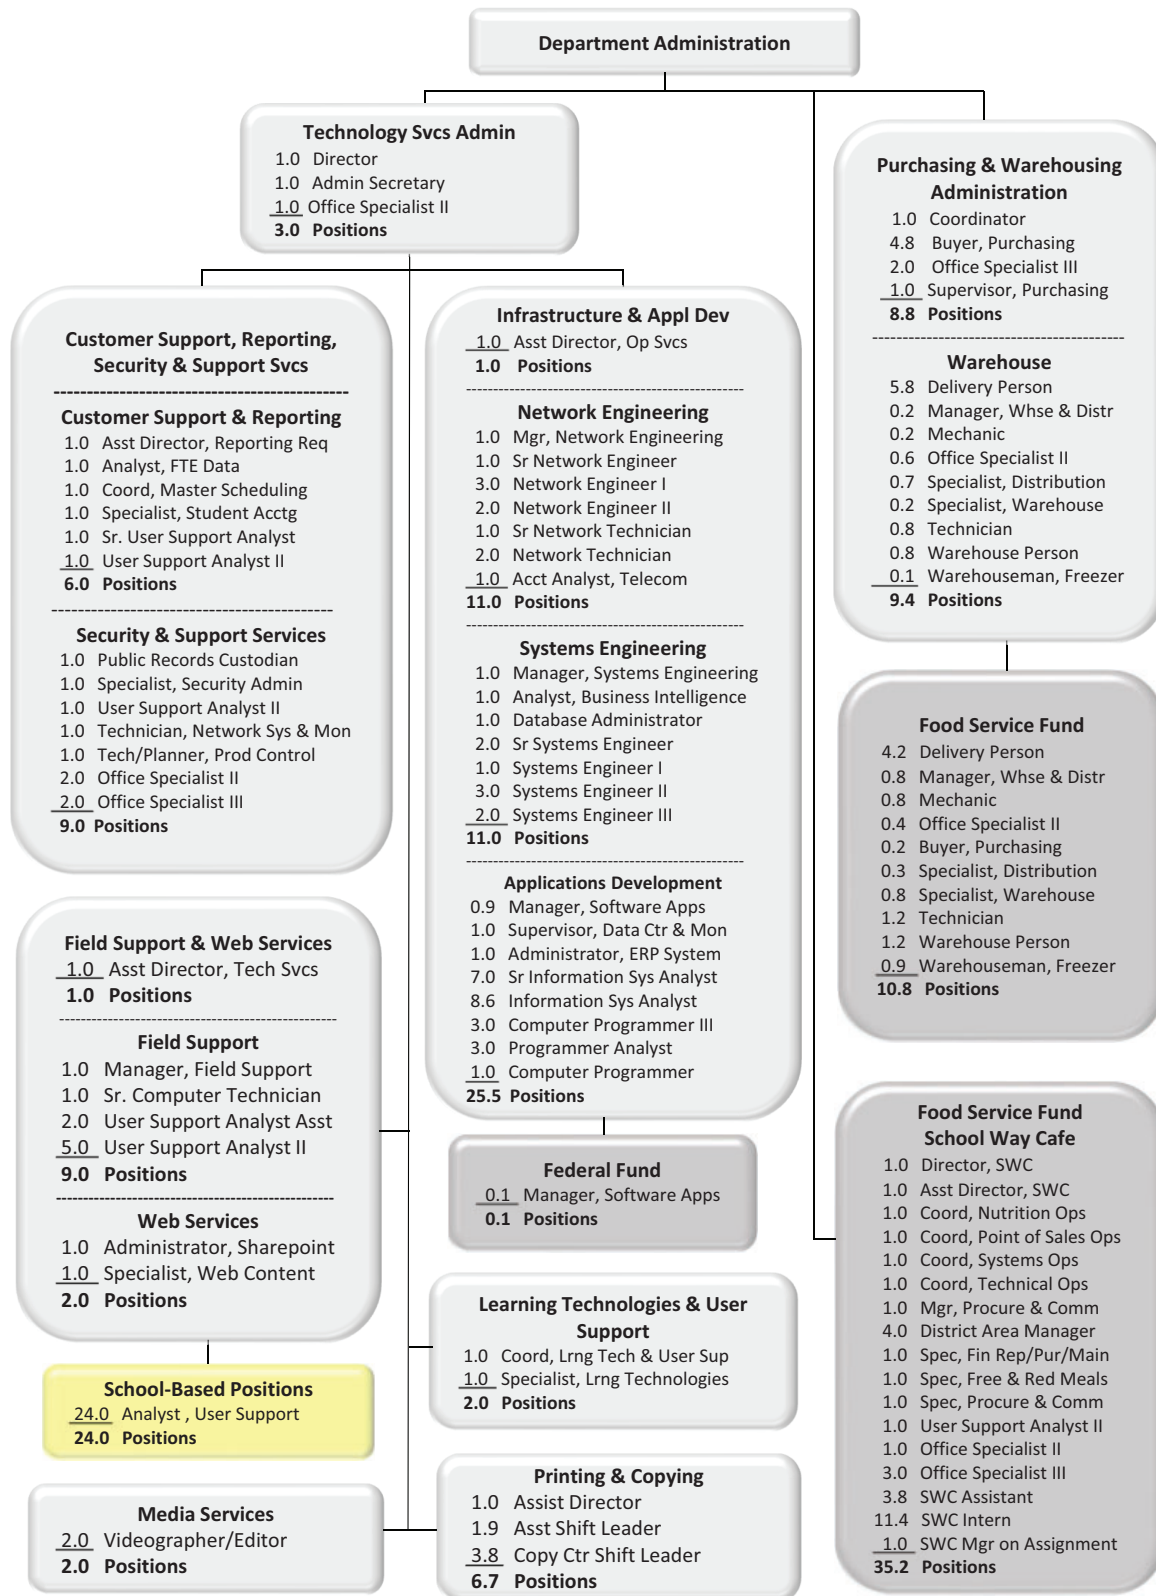 Department Administration
Technology Svcs Admin
1.0 Director
1.0 Admin Secretary
1.0 Office Specialist II
3.0 Positions
Purchasing & Warehousing
Administration
1.0 Coordinator
4.8 Buyer, Purchasing
2.0 Office Specialist III
1.0 Supervisor, Purchasing
8.8 Positions
--------------------------------------------
Warehouse
5.8 Delivery Person
0.2 Manager, Whse & Distr
0.2 Mechanic
0.6 Office Specialist II
0.7 Specialist, Distribution
0.2 Specialist, Warehouse
0.8 Technician
0.8 Warehouse Person
0.1 Warehouseman, Freezer
9.4 Positions
Customer Support, Reporting,
Security & Support Svcs
--------------------------------------------
Customer Support & Reporting
1.0 Asst Director, Reporting Req
1.0 Analyst, FTE Data
1.0 Coord, Master Scheduling
1.0 Specialist, Student Acctg
1.0 Sr. User Support Analyst
1.0 User Support Analyst II
6.0 Positions
--------------------------------------------
Security & Support Services
1.0 Public Records Custodian
1.0 Specialist, Security Admin
1.0 User Support Analyst II
1.0 Technician, Network Sys & Mon
1.0 Tech/Planner, Prod Control
2.0 Office Specialist II
2.0 Office Specialist III
9.0 Positions
Infrastructure & Appl Dev
1.0 Asst Director, Op Svcs
1.0 Positions
--------------------------------------------
Network Engineering
1.0 Mgr, Network Engineering
1.0 Sr Network Engineer
3.0 Network Engineer I
2.0 Network Engineer II
1.0 Sr Network Technician
2.0 Network Technician
1.0 Acct Analyst, Telecom
11.0 Positions
--------------------------------------------
Systems Engineering
1.0 Manager, Systems Engineering
1.0 Analyst, Business Intelligence
1.0 Database Administrator
2.0 Sr Systems Engineer
1.0 Systems Engineer I
3.0 Systems Engineer II
2.0 Systems Engineer III
11.0 Positions
--------------------------------------------
Applications Development
0.9 Manager, Software Apps
1.0 Supervisor, Data Ctr & Mon
1.0 Administrator, ERP System
7.0 Sr Information Sys Analyst
8.6 Information Sys Analyst
3.0 Computer Programmer III
3.0 Programmer Analyst
1.0 Computer Programmer
25.5 Positions
Food Service Fund
4.2 Delivery Person
0.8 Manager, Whse & Distr
0.8 Mechanic
0.4 Office Specialist II
0.2 Buyer, Purchasing
0.3 Specialist, Distribution
0.8 Specialist, Warehouse
1.2 Technician
1.2 Warehouse Person
0.9 Warehouseman, Freezer
10.8 Positions
Field Support & Web Services
1.0 Asst Director, Tech Svcs
1.0 Positions
--------------------------------------------
Field Support
1.0 Manager, Field Support
1.0 Sr. Computer Technician
2.0 User Support Analyst Asst
5.0 User Support Analyst II
9.0 Positions
--------------------------------------------
Web Services
1.0 Administrator, Sharepoint
1.0 Specialist, Web Content
2.0 Positions
Federal Fund
0.1 Manager, Software Apps
0.1 Positions
Food Service Fund
School Way Cafe
1.0 Director, SWC
1.0 Asst Director, SWC
1.0 Coord, Nutrition Ops
1.0 Coord, Point of Sales Ops
1.0 Coord, Systems Ops
1.0 Coord, Technical Ops
1.0 Mgr, Procure & Comm
4.0 District Area Manager
1.0 Spec, Fin Rep/Pur/Main
1.0 Spec, Free & Red Meals
1.0 Spec, Procure & Comm
1.0 User Support Analyst II
1.0 Office Specialist II
3.0 Office Specialist III
3.8 SWC Assistant
11.4 SWC Intern
1.0 SWC Mgr on Assignment
35.2 Positions
Learning Technologies & User
Support
1.0 Coord, Lrng Tech & User Sup
1.0 Specialist, Lrng Technologies
2.0 Positions
School-Based Positions
24.0 Analyst , User Support
24.0 Positions
Printing & Copying
1.0 Assist Director
1.9 Asst Shift Leader
3.8 Copy Ctr Shift Leader
6.7 Positions
Media Services
2.0 Videographer/Editor
2.0 Positions